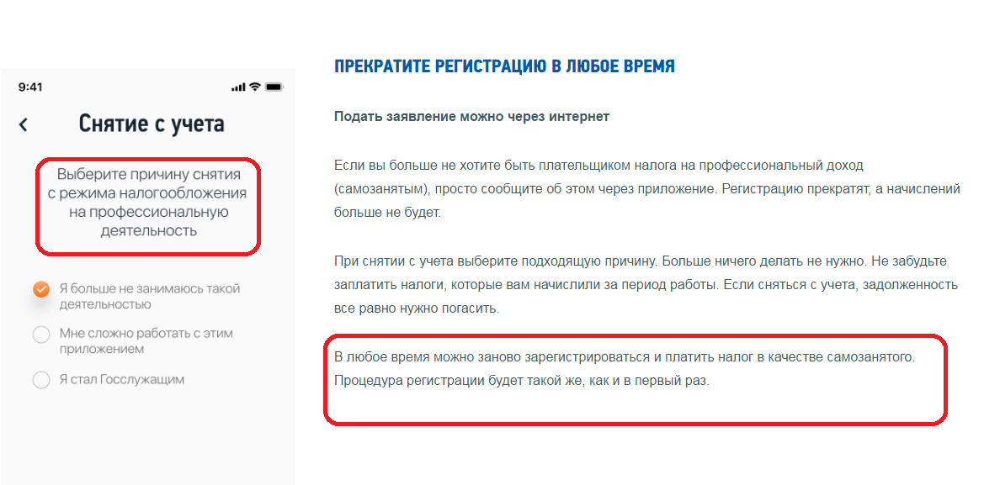 9:41
Снятие с учета
Выберите причину снятия
с режима налогообложения
на профессиональную
деятельность
Я больше не занимаюсь такой
деятельностью
Мне сложно работать с этим
приложением
Я стал Госслужащим
ПРЕКРАТИТЕ РЕГИСТРАЦИЮ В ЛЮБОЕ ВРЕМЯ
Подать заявление можно через интернет
Если вы больше не хотите быть плательщиком налога на профессиональный доход
(самозанятым), просто сообщите об этом через приложение. Регистрацию прекратят, а начислений
больше не будет.
При снятии с учета выберите подходящую причину. Больше ничего делать не нужно. Не забудьте
заплатить налоги, которые вам начислили за период работы. Если сняться с учета, задолженность
все равно нужно погасить.
В любое время можно заново зарегистрироваться и платить налог в качестве самозанятого.
Процедура регистрации будет такой же, как и в первый раз.